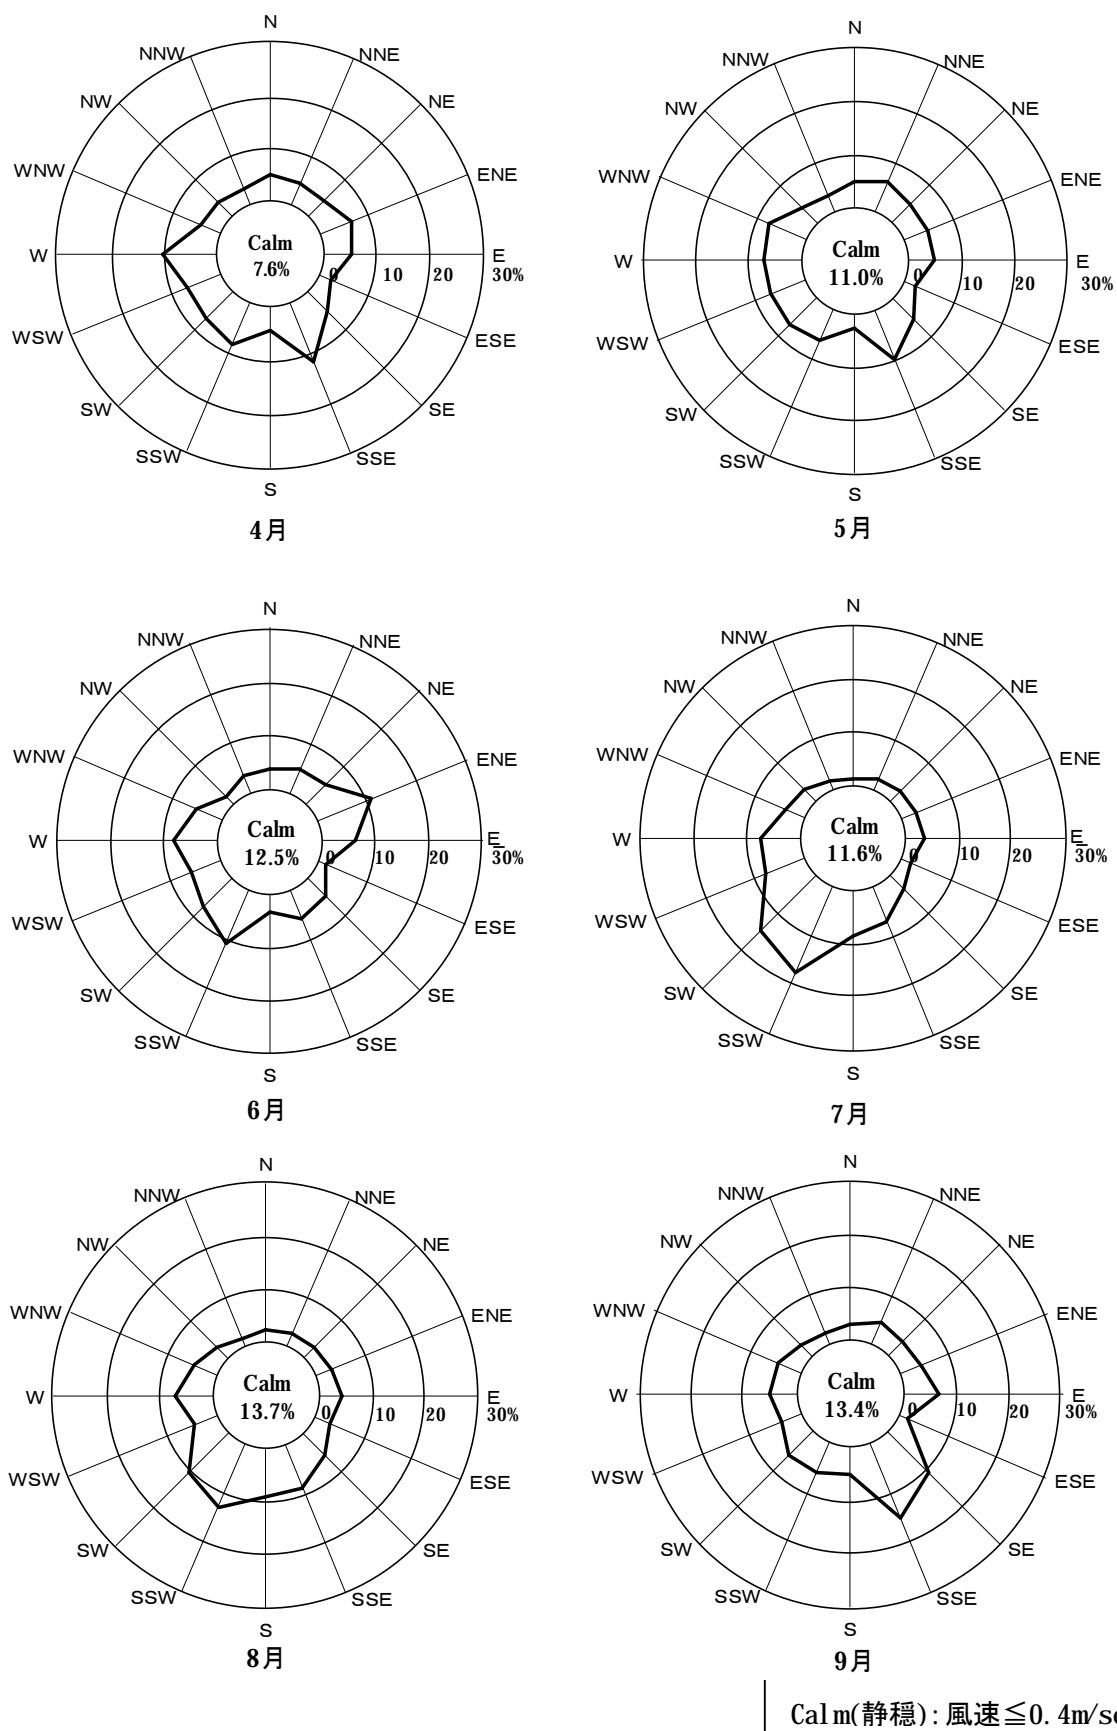 N
NNW NNE
NW NE
WNW ENE
Calm
W 7.6% 0 10 20 E
30%
WSW ESE
SW SE
SSW SSE
S
4月
N
NNW NNE
NW NE
WNW ENE
Calm
W 11.0% 0 10 20 E
30%
WSW ESE
SW SE
SSW SSE
S
5月
N
NNW NNE
NW NE
WNW ENE
Calm
W 12.5% 0 10 20 E
30%
WSW ESE
SW SE
SSW SSE
S
6月
N
NNW NNE
NW NE
WNW ENE
Calm
W 11.6% 0 10 20 E
30%
WSW ESE
SW SE
SSW SSE
S
7月
N
NNW NNE
NW NE
WNW ENE
Calm
W 13.7% 0 10 20 E
30%
WSW ESE
SW SE
SSW SSE
S
8月
N
NNW NNE
NW NE
WNW ENE
Calm
W 13.4% 0 10 20 E
30%
WSW ESE
SW SE
SSW SSE
S
9月
Calm(静穏):風速≦0.4m/s